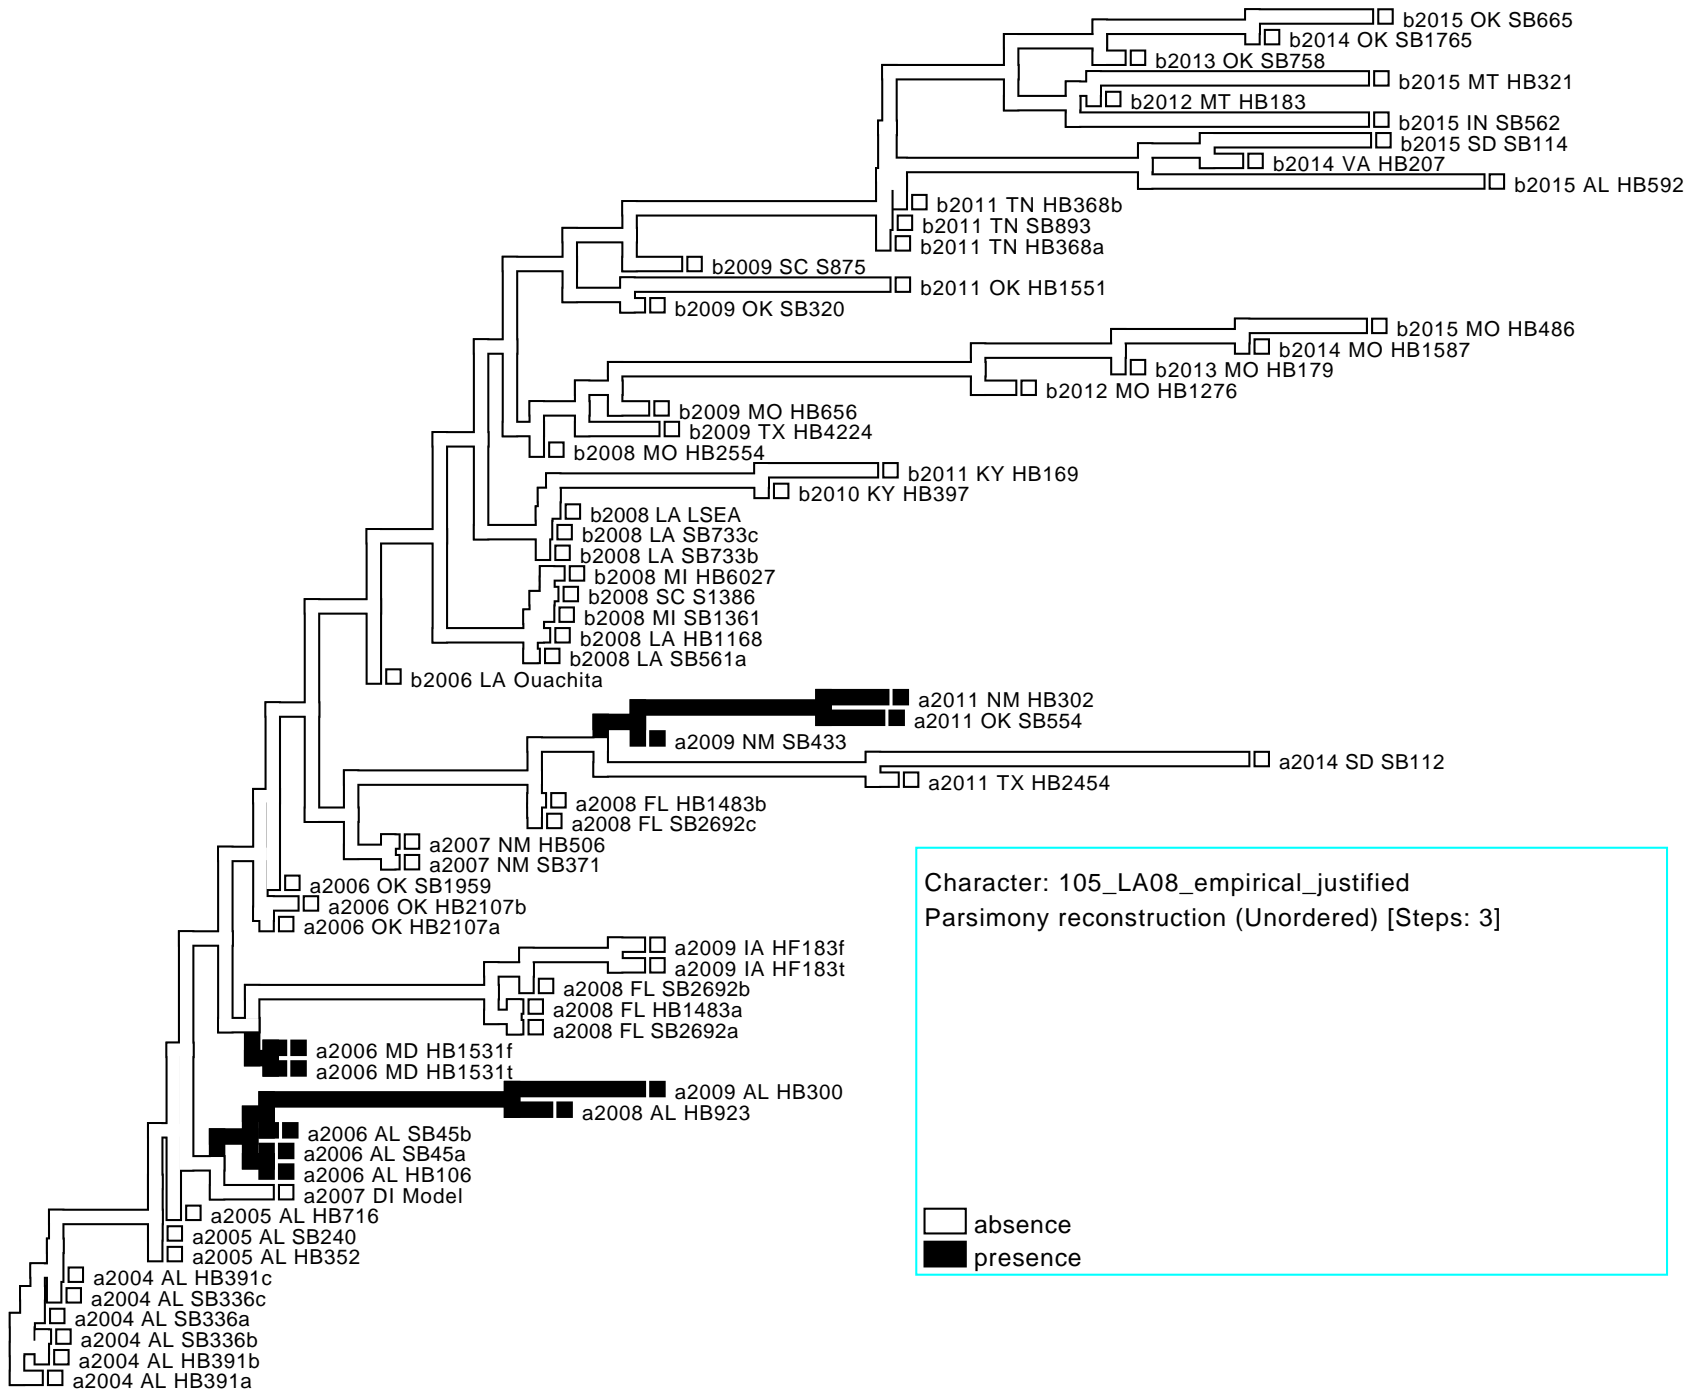 b2015 OK SB665
b2014 OK SB1765
b2013 OK SB758
b2015 MT HB321
b2012 MT HB183
b2015 IN SB562
b2015 SD SB114
b2014 VA HB207
b2015 AL HB592
b2011 TN HB368b
b2011 TN SB893
b2011 TN HB368a
b2009 SC S875
b2011 OK HB1551
b2009 OK SB320
b2015 MO HB486
b2014 MO HB1587
b2013 MO HB179
b2012 MO HB1276
b2009 MO HB656
b2009 TX HB4224
b2008 MO HB2554
b2011 KY HB169
b2010 KY HB397
b2008 LA LSEA
b2008 LA SB733c
b2008 LA SB733b
b2008 MI HB6027
b2008 SC S1386
b2008 MI SB1361
b2008 LA HB1168
b2008 LA SB561a
b2006 LA Ouachita
a2011 NM HB302
a2011 OK SB554
a2009 NM SB433
a2014 SD SB112
a2011 TX HB2454
a2008 FL HB1483b
a2008 FL SB2692c
a2007 NM HB506
a2007 NM SB371
a2006 OK SB1959
a2006 OK HB2107b
a2006 OK HB2107a
a2009 IA HF183f
a2009 IA HF183t
a2008 FL SB2692b
a2008 FL HB1483a
a2008 FL SB2692a
a2006 MD HB1531f
a2006 MD HB1531t
a2009 AL HB300
a2008 AL HB923
a2006 AL SB45b
a2006 AL SB45a
a2006 AL HB106
a2007 DI Model
a2005 AL HB716
a2005 AL SB240
a2005 AL HB352
a2004 AL HB391c
a2004 AL SB336c
a2004 AL SB336a
a2004 AL SB336b
a2004 AL HB391b
a2004 AL HB391a
Character: 105_LA08_empirical_justified
Parsimony reconstruction (Unordered) [Steps: 3]
absence
presence